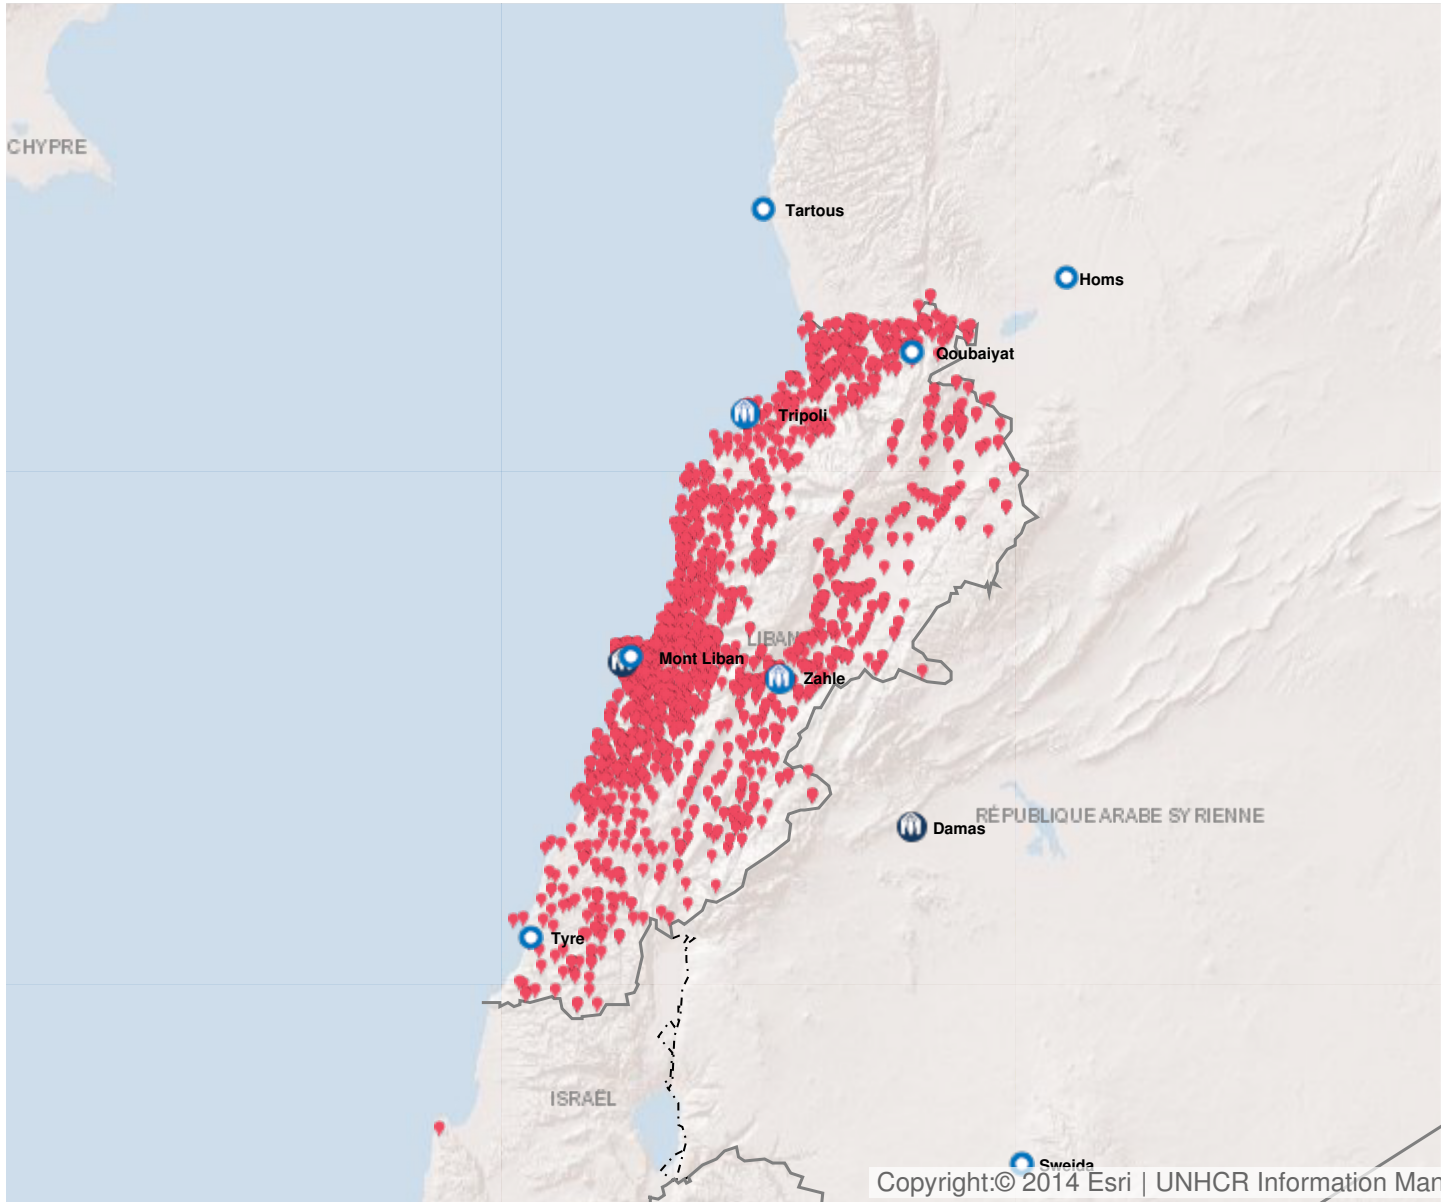 CHYPRE
Tartous
Homs
Qoubaiyat
Tripoli
LIBAN
Mont Liban
Zahle
RÉPUBLIQUE ARABE SYRIENNE
Damas
Tyre
ISRAËL
Sweida
Copyright:© 2014 Esri | UNHCR Information Man